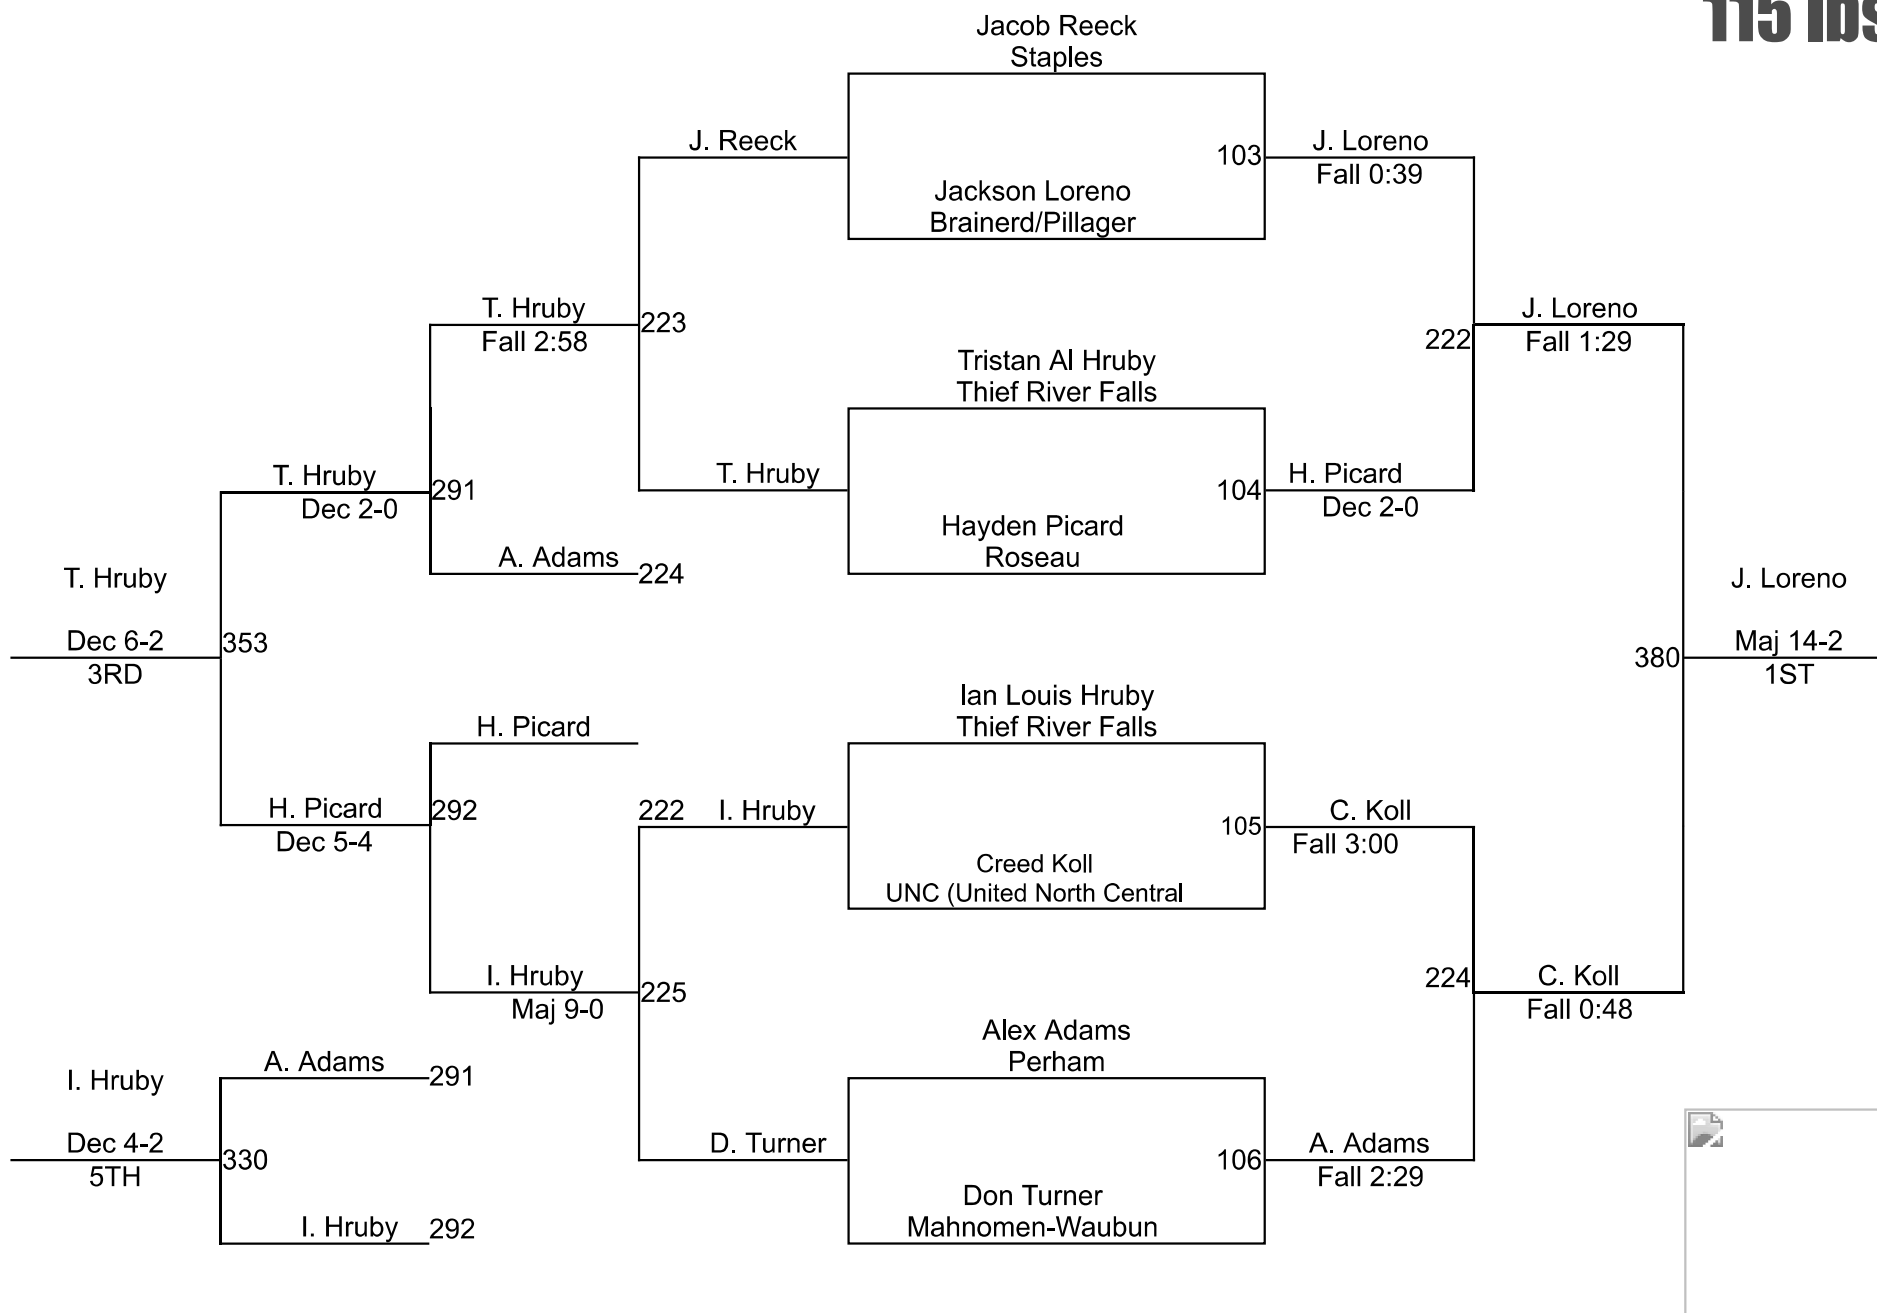 115 lbs
Jacob Reeck
Staples
J. Reeck
103
J. Loreno
Fall 0:39
Jackson Loreno
Brainerd/Pillager
T. Hruby
Fall 2:58
223
222
J. Loreno
Fall 1:29
Tristan Al Hruby
Thief River Falls
T. Hruby
Dec 2-0
291
T. Hruby
104
H. Picard
Dec 2-0
Hayden Picard
Roseau
A. Adams
224
T. Hruby
Dec 6-2
3RD
353
J. Loreno
380
Maj 14-2
1ST
Ian Louis Hruby
Thief River Falls
H. Picard
H. Picard
Dec 5-4
292
222
I. Hruby
105
C. Koll
Fall 3:00
Creed Koll
UNC (United North Central
I. Hruby
Maj 9-0
225
224
C. Koll
Fall 0:48
Alex Adams
Perham
A. Adams
291
I. Hruby
Dec 4-2
5TH
330
D. Turner
106
A. Adams
Fall 2:29
Don Turner
Mahnomen-Waubun
I. Hruby
292